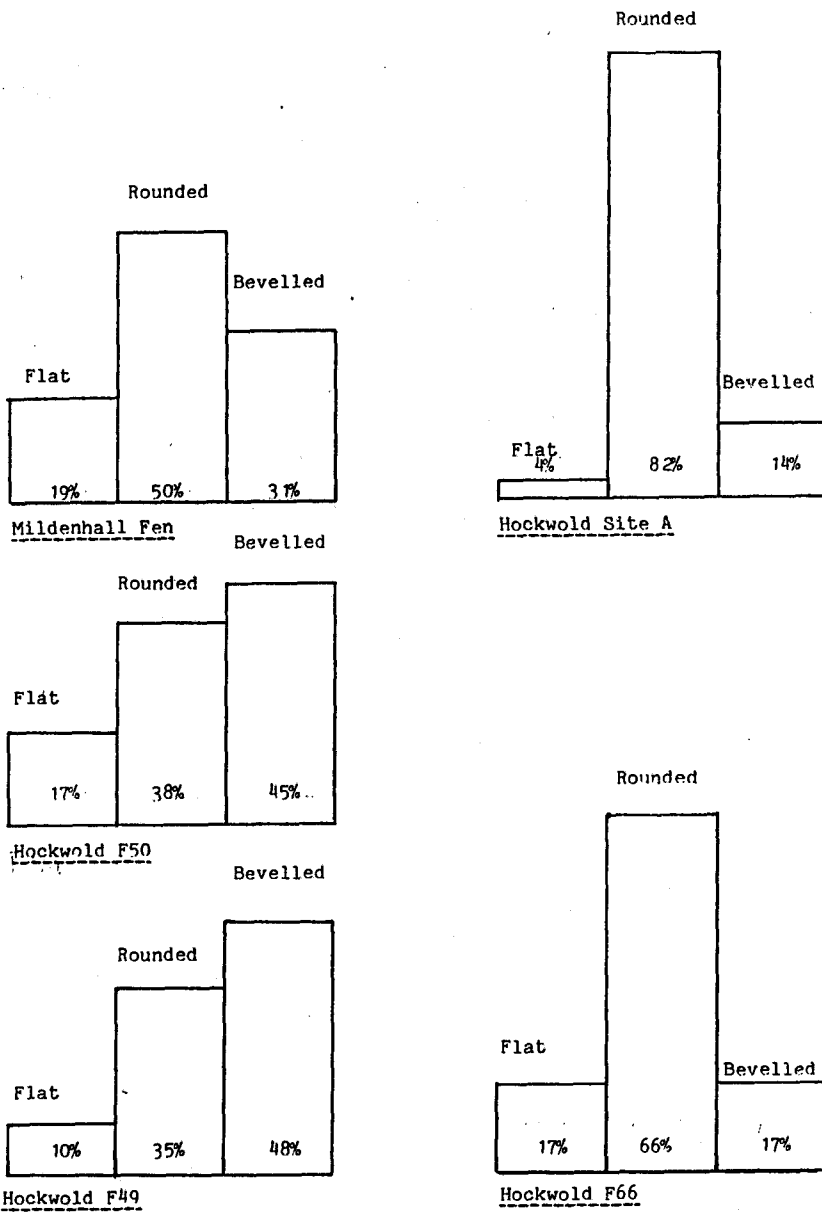 Rounded
Bevelled
Flat
19% 50% 31%
Mildenhall Fen
Rounded
Bevelled
Flat
4% 82% 14%
Hockwold Site A
Bevelled
Rounded
Flat
17% 38% 45%
Hockwold F50
Bevelled
Rounded
Flat
10% 35% 48%
Hockwold F49
Rounded
Flat
Bevelled
17% 66% 17%
Hockwold F66